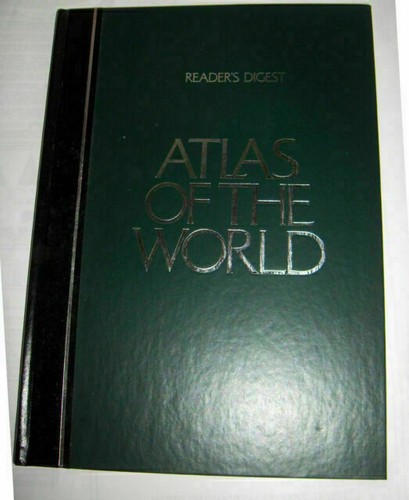 READER'S DIGEST
ATLAS
OF THE
WORLD